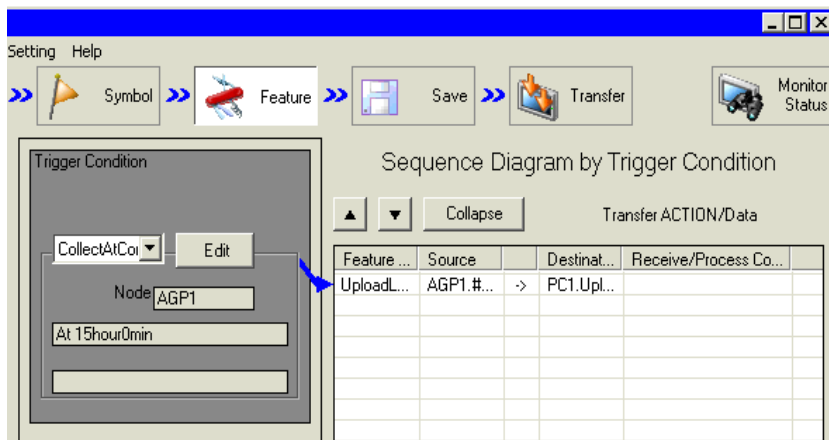 Setting Help
Symbol Feature Save Transfer Monitor Status
Trigger Condition
Sequence Diagram by Trigger Condition
Collapse Transfer ACTION/Data
CollectAtCo Edit
Feature ... Source Destinat... Receive/Process Co...
UploadL... AGP1.#... -> PC1.Upl...
Node AGP1
At 15hour0min